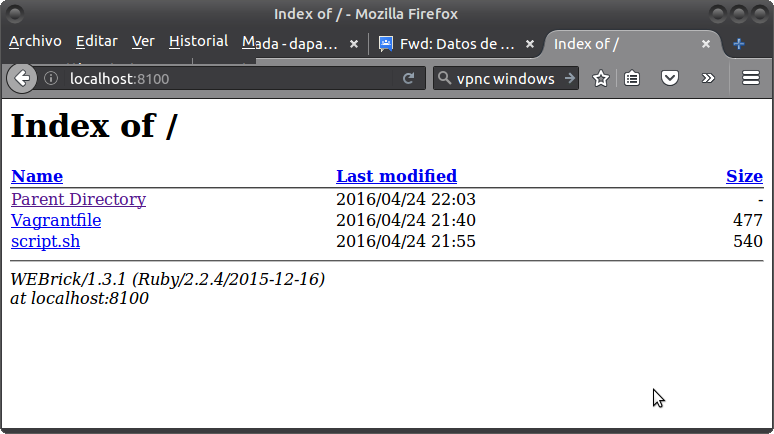 Index of / - Mozilla Firefox
Archivo Editar Ver Historial M
ada - dapa... × Fwd: Datos de ... × Index of / ×
localhost:8100 vpnc windows
Index of /
Name Last modified Size
Parent Directory 2016/04/24 22:03 -
Vagrantfile 2016/04/24 21:40 477
script.sh 2016/04/24 21:55 540
WEBrick/1.3.1 (Ruby/2.2.4/2015-12-16)
at localhost:8100